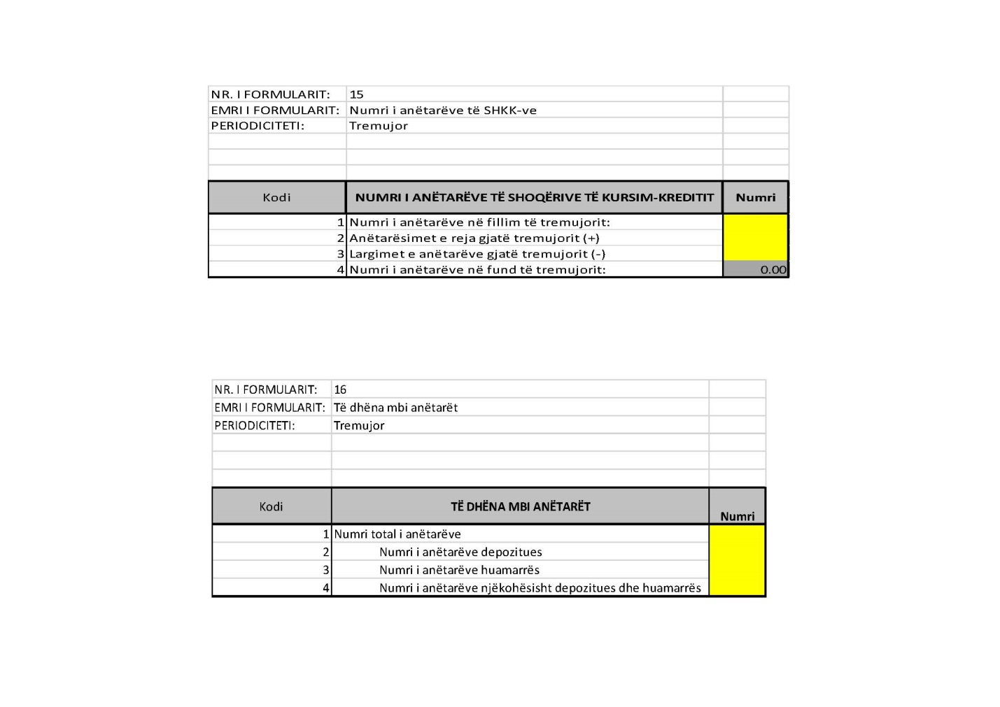 NR. I FORMULARIT: 15
EMRI I FORMULARIT: Numri i anëtarëve të SHKK-ve
PERIODICITETI: Tremujor
Kodi NUMRI I ANËTARËVE TË SHOQËRIVE TË KURSIM-KREDITIT Numri
1 Numri i anëtarëve në fillim të tremujorit:
2 Anëtarësimet e reja gjatë tremujorit (+)
3 Largimet e anëtarëve gjatë tremujorit (-)
4 Numri i anëtarëve në fund të tremujorit: 0.00
NR. I FORMULARIT: 16
EMRI I FORMULARIT: Të dhëna mbi anëtarët
PERIODICITETI: Tremujor
Kodi TË DHËNA MBI ANËTARËT Numri
1 Numri total i anëtarëve
2 Numri i anëtarëve depozitues
3 Numri i anëtarëve huamarrës
4 Numri i anëtarëve njëkohësisht depozitues dhe huamarrës